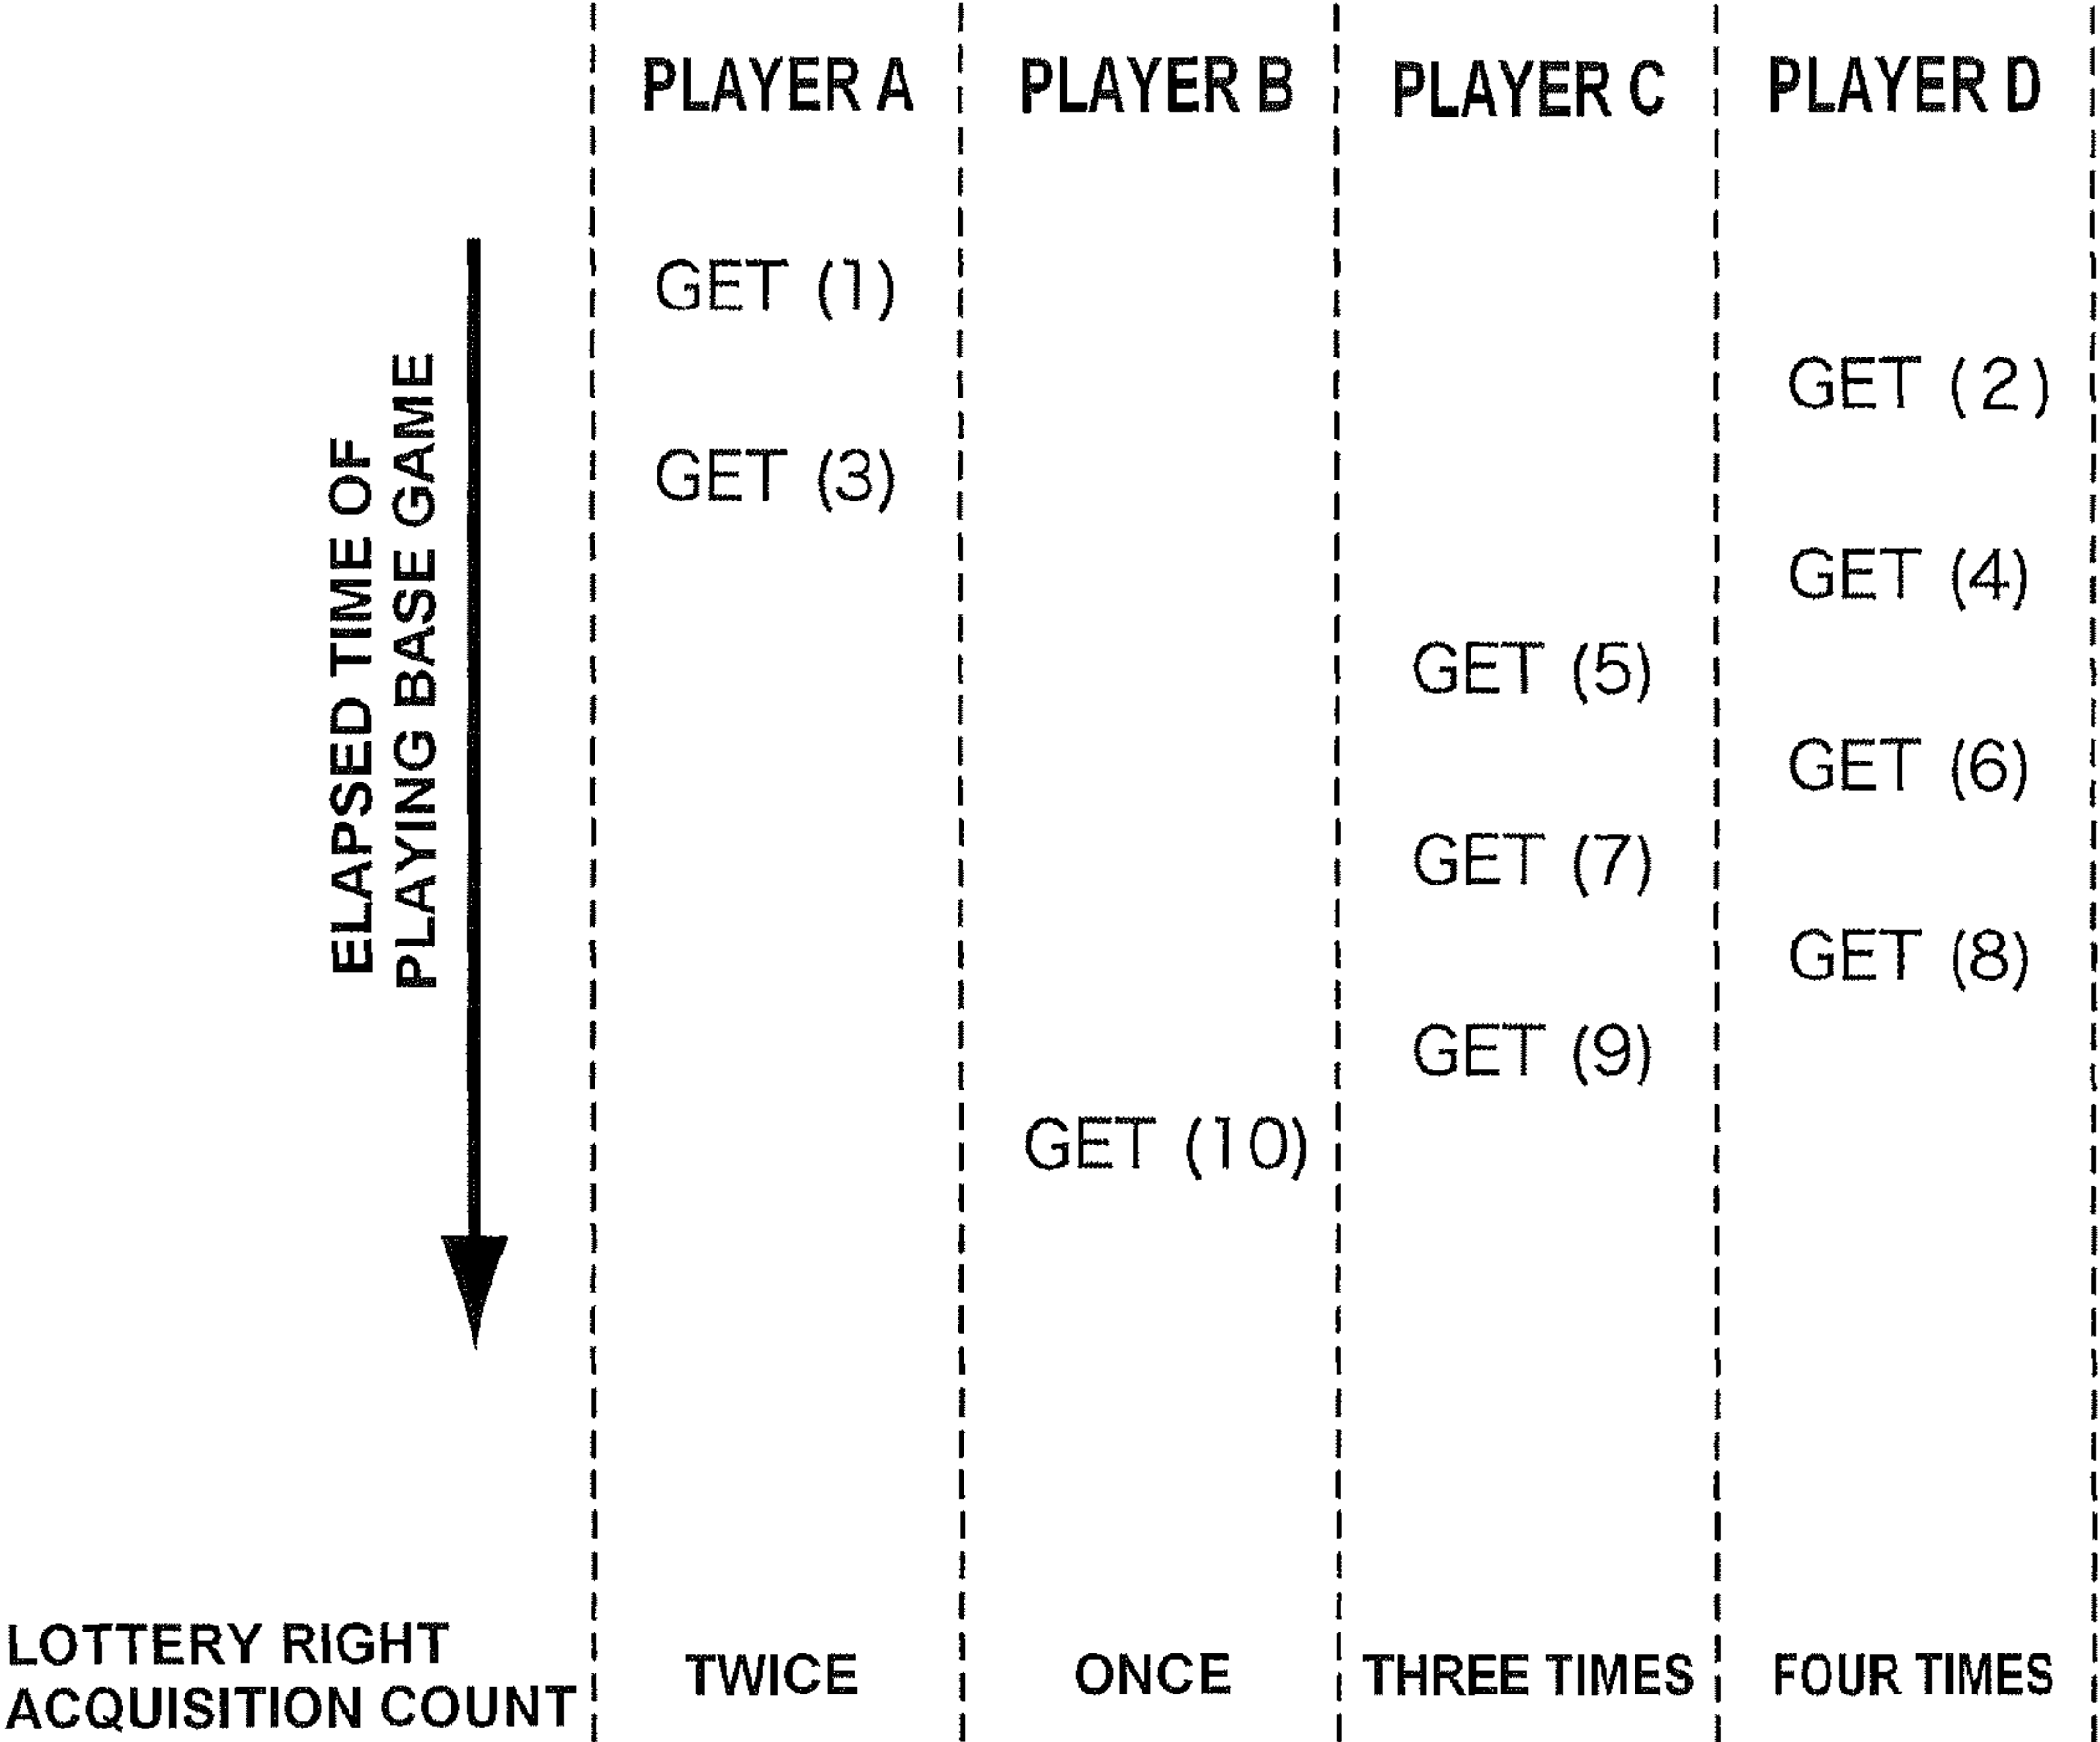 PLAYER A
PLAYER B
PLAYER C
PLAYER D
ELAPSED TIME OF
PLAYING BASE GAME
GET (1)
GET (2)
GET (3)
GET (4)
GET (5)
GET (6)
GET (7)
GET (8)
GET (9)
GET (10)
LOTTERY RIGHT
ACQUISITION COUNT
TWICE
ONCE
THREE TIMES
FOUR TIMES